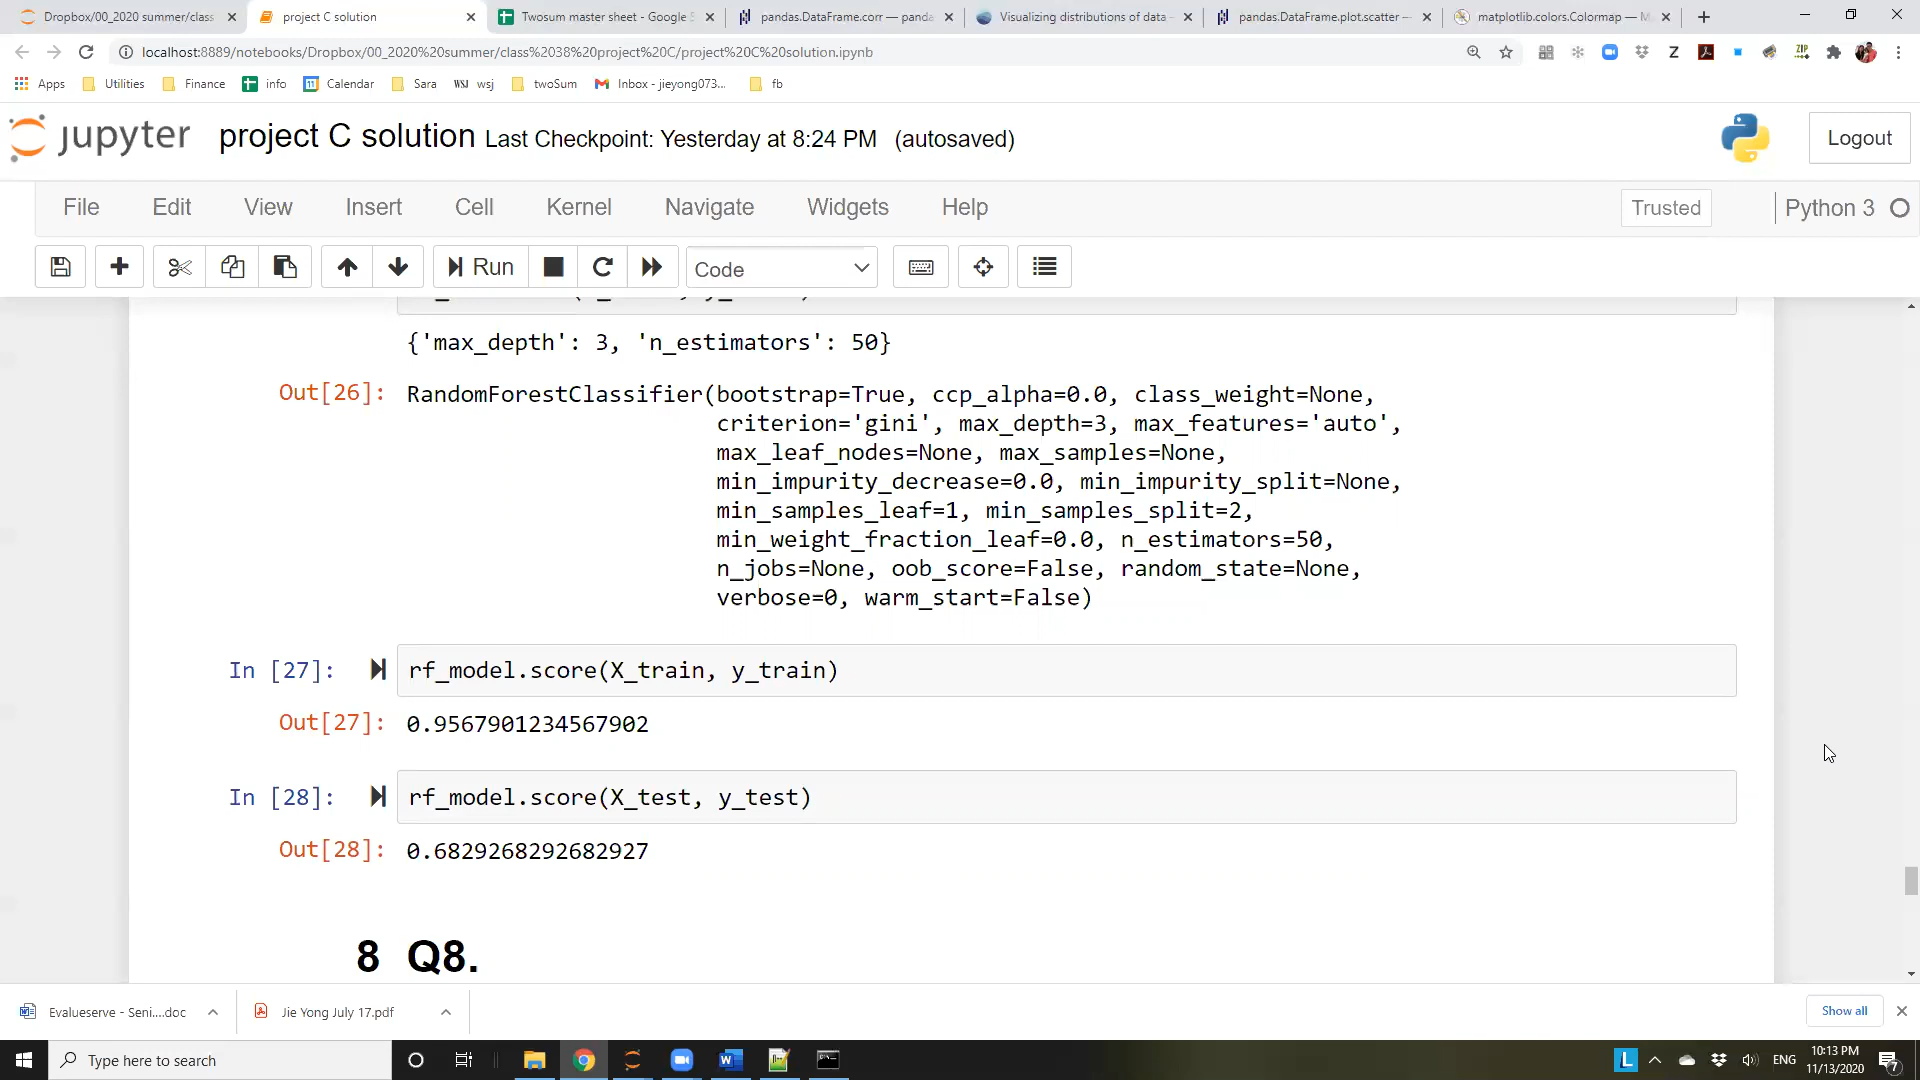 Dropbox/00_2020 summer/class
project C solution
Twosum master sheet - Google S
pandas.DataFrame.corr — panda
Visualizing distributions of data -
pandas.DataFrame.plot.scatter —
matplotlib.colors.Colormap — M
localhost:8889/notebooks/Dropbox/00_2020%20summer/class%2038%20project%20C/project%20C%20solution.ipynb
Apps
Utilities
Finance
info
Calendar
Sara
WSJ wsj
twoSum
Inbox - jieyong073...
fb
jupyter project C solution Last Checkpoint: Yesterday at 8:24 PM (autosaved)
Logout
File Edit View Insert Cell Kernel Navigate Widgets Help
Trusted
Python 3
Run
Code
{'max_depth': 3, 'n_estimators': 50}
Out[26]: RandomForestClassifier(bootstrap=True, ccp_alpha=0.0, class_weight=None,
criterion='gini', max_depth=3, max_features='auto',
max_leaf_nodes=None, max_samples=None,
min_impurity_decrease=0.0, min_impurity_split=None,
min_samples_leaf=1, min_samples_split=2,
min_weight_fraction_leaf=0.0, n_estimators=50,
n_jobs=None, oob_score=False, random_state=None,
verbose=0, warm_start=False)
In [27]: rf_model.score(X_train, y_train)
Out[27]: 0.9567901234567902
In [28]: rf_model.score(X_test, y_test)
Out[28]: 0.6829268292682927
8 Q8.
Evalueserve - Seni....doc
Jie Yong July 17.pdf
Show all
Type here to search
ENG
10:13 PM
11/13/2020
7